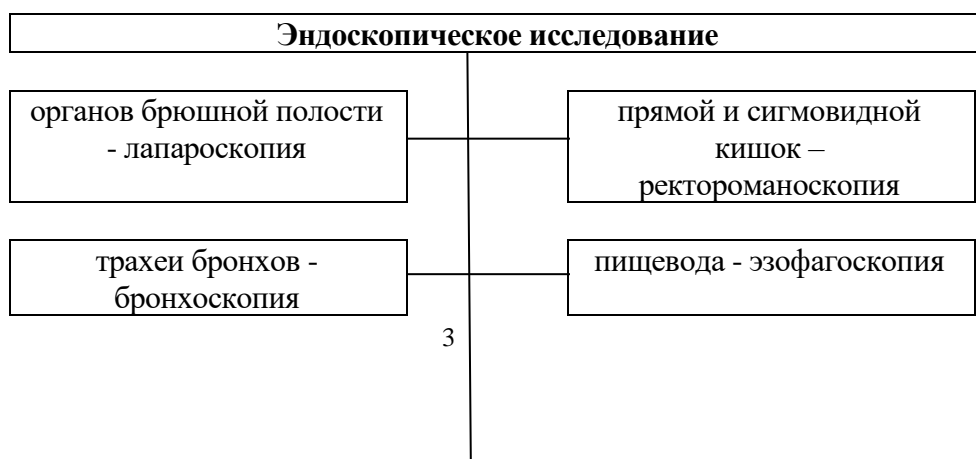 Эндоскопическое исследование
органов брюшной полости
- лапароскопия
прямой и сигмовидной
кишок –
ректороманоскопия
трахеи бронхов -
бронхоскопия
пищевода - эзофагоскопия
3